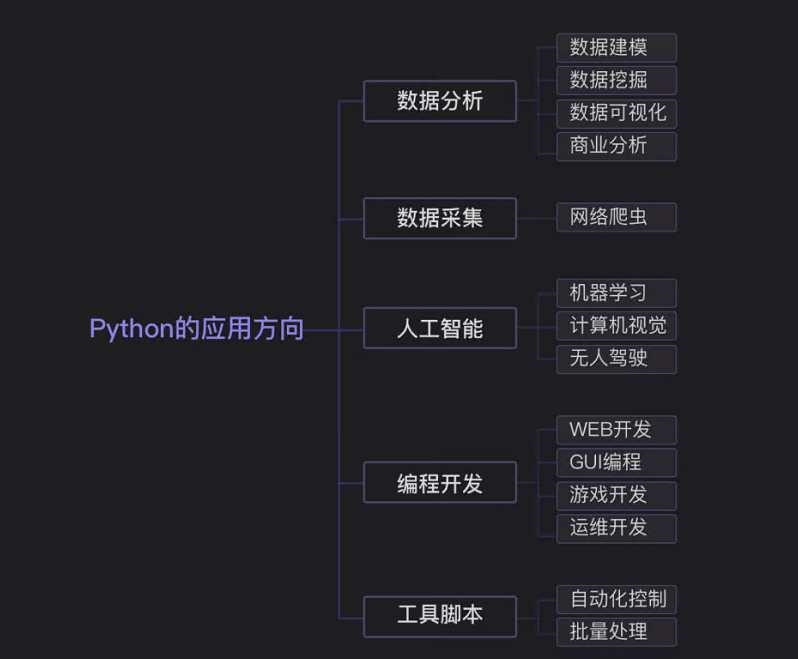 Python的应用方向
数据分析
数据建模
数据挖掘
数据可视化
商业分析
数据采集
网络爬虫
人工智能
机器学习
计算机视觉
无人驾驶
编程开发
WEB开发
GUI编程
游戏开发
运维开发
工具脚本
自动化控制
批量处理